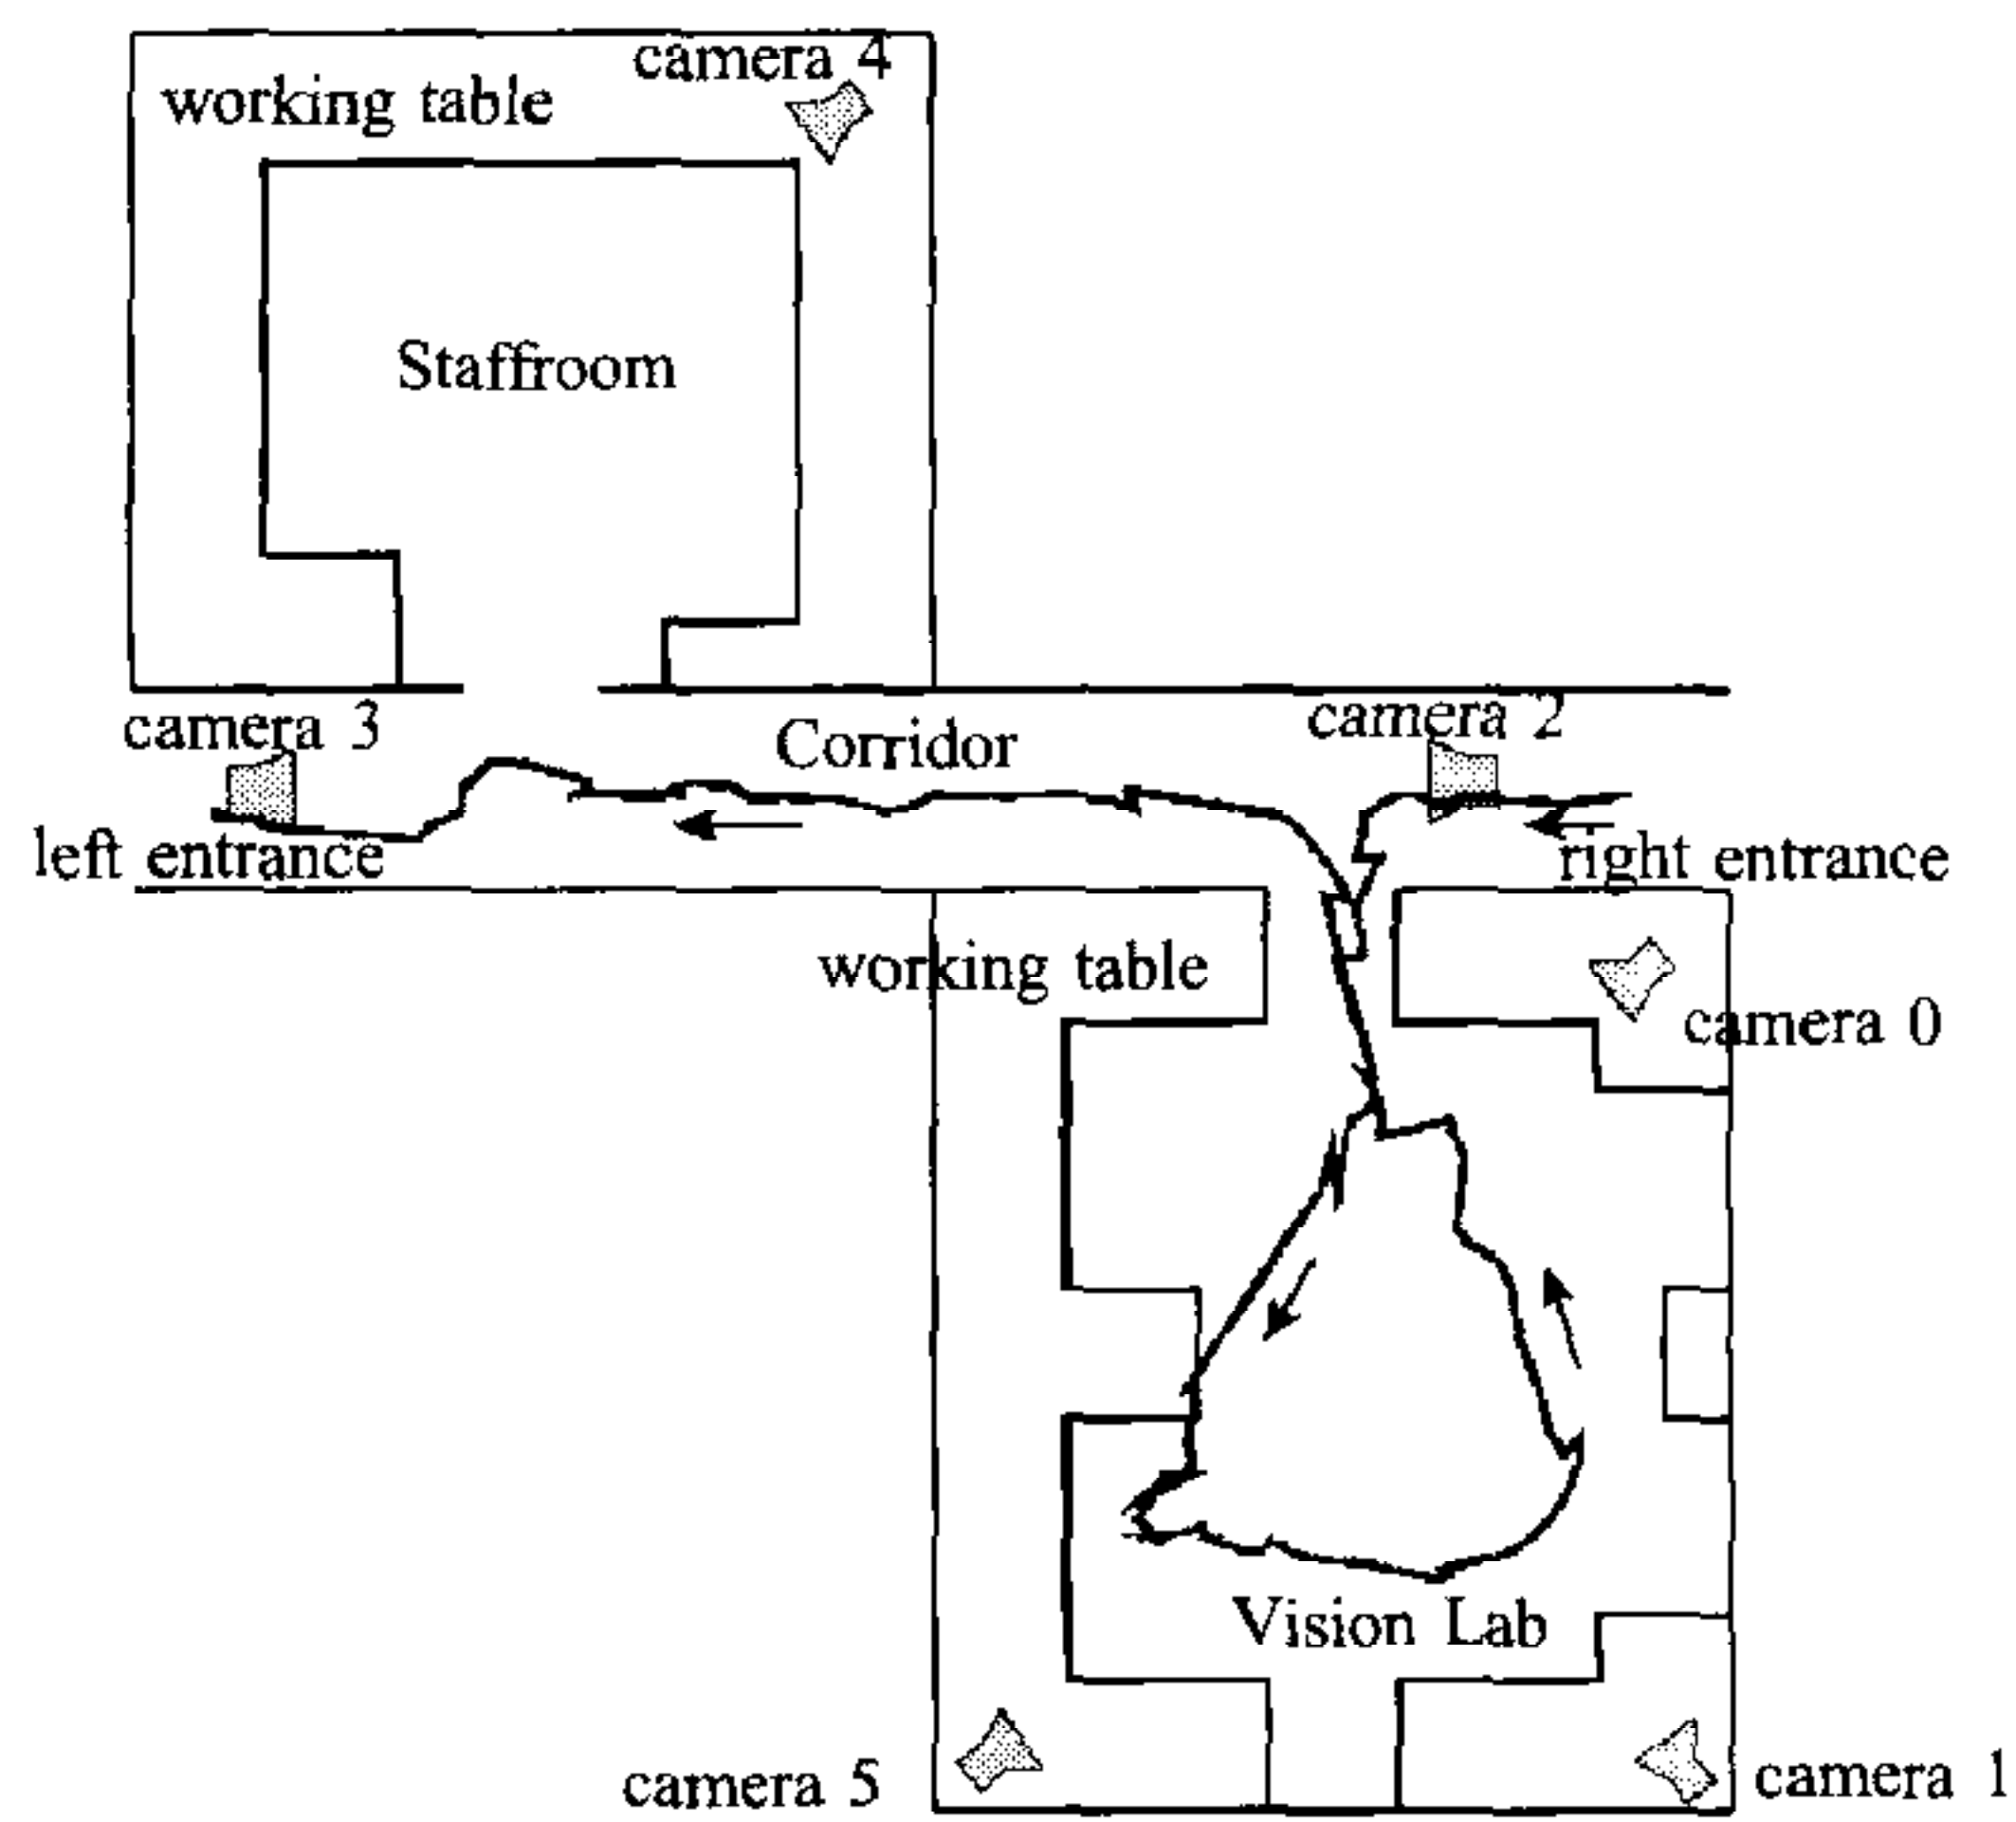 camera 4
working table
Staffroom
camera 3
Corridor
camera 2
left entrance
right entrance
working table
camera 0
Vision Lab
camera 5
camera 1